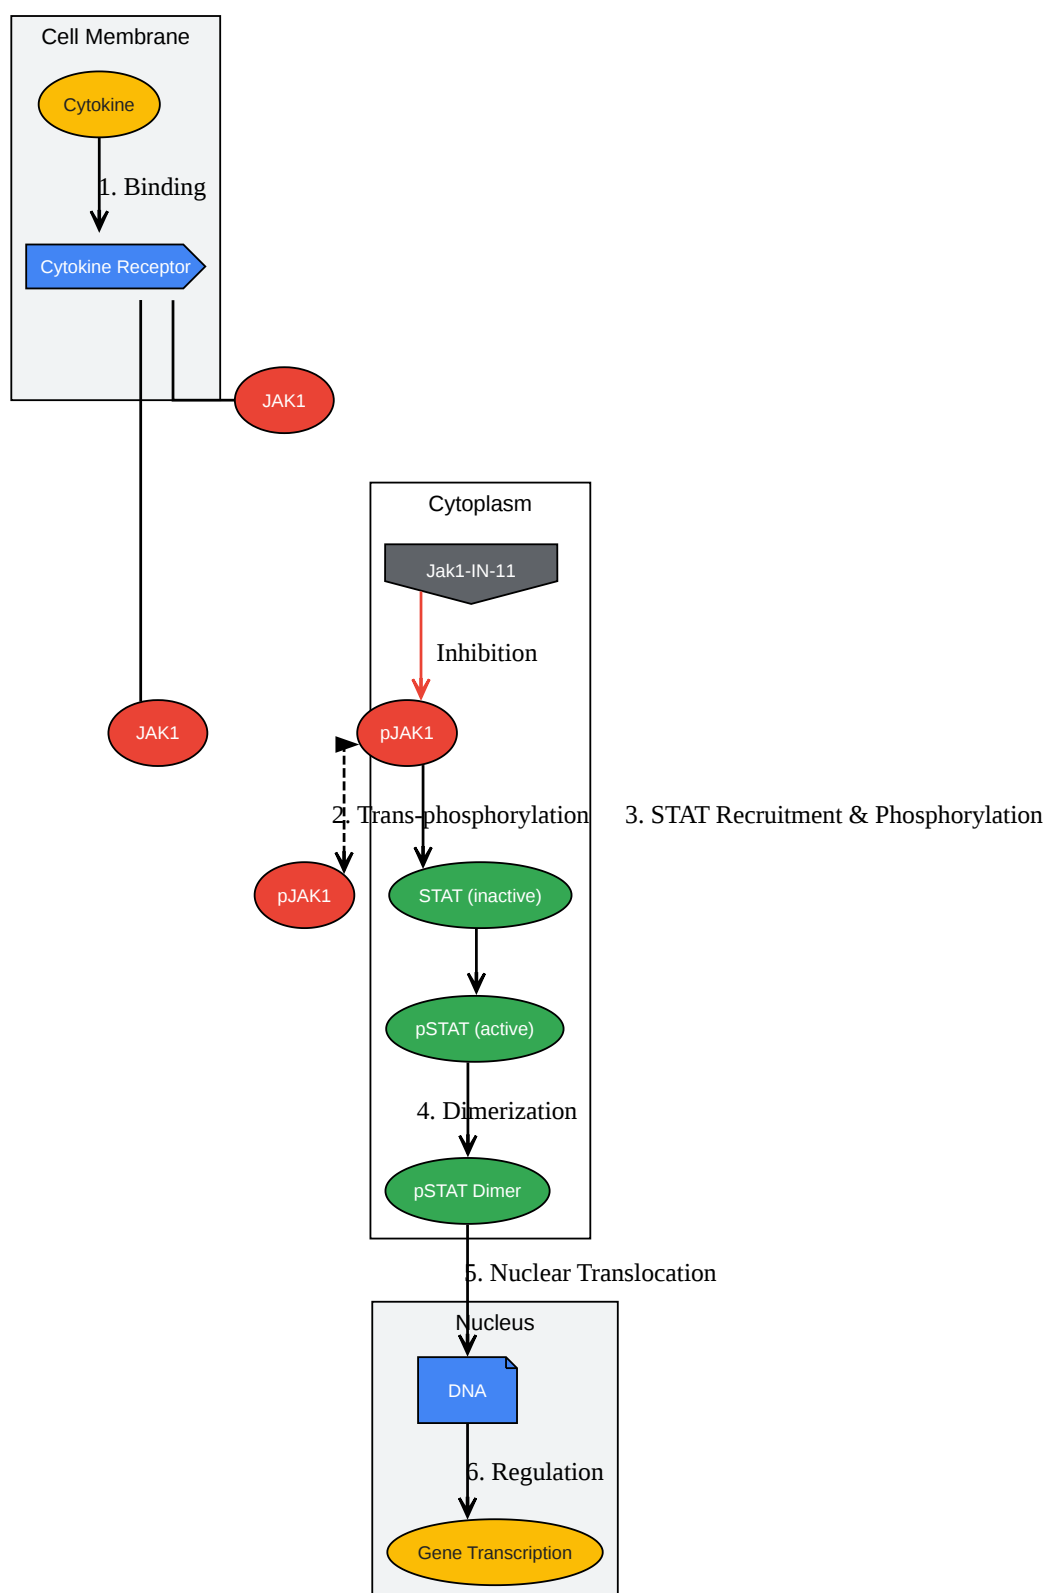 Cell Membrane
Cytokine
1. Binding
Cytokine Receptor
JAK1
Cytoplasm
Jak1-IN-11
Inhibition
JAK1
pJAK1
2. Trans-phosphorylation
3. STAT Recruitment & Phosphorylation
pJAK1
STAT (inactive)
pSTAT (active)
4. Dimerization
pSTAT Dimer
5. Nuclear Translocation
Nucleus
DNA
6. Regulation
Gene Transcription